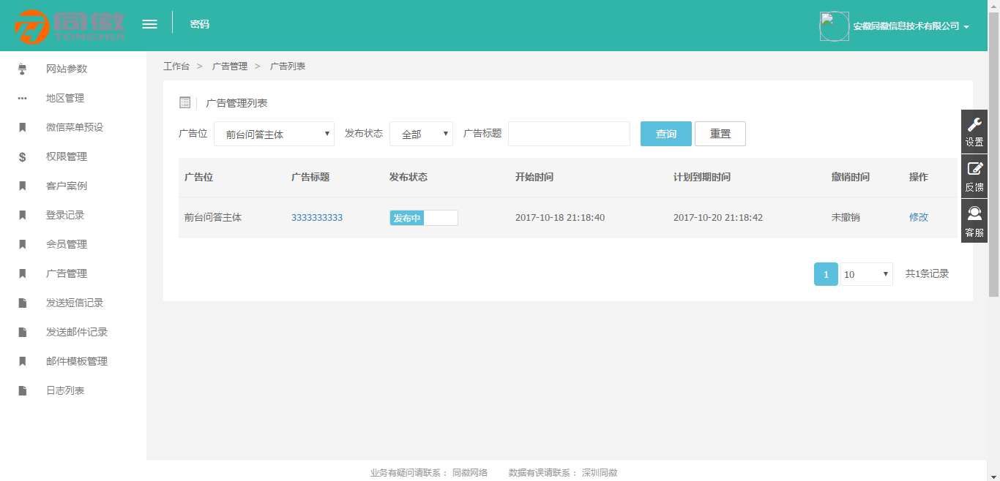 同徽
TONGHUI
密码
安徽同徽信息技术有限公司
网站参数
地区管理
微信菜单预设
权限管理
客户案例
登录记录
会员管理
广告管理
发送短信记录
发送邮件记录
邮件模板管理
日志列表
工作台 > 广告管理 > 广告列表
广告管理列表
广告位 前台问答主体 发布状态 全部 广告标题 查询 重置
广告位 广告标题 发布状态 开始时间 计划到期时间 撤销时间 操作
前台问答主体 3333333333 发布中 2017-10-18 21:18:40 2017-10-20 21:18:42 未撤销 修改
1 10 共1条记录
设置
反馈
客服
业务有疑问请联系： 同徽网络 数据有误请联系： 深圳同徽